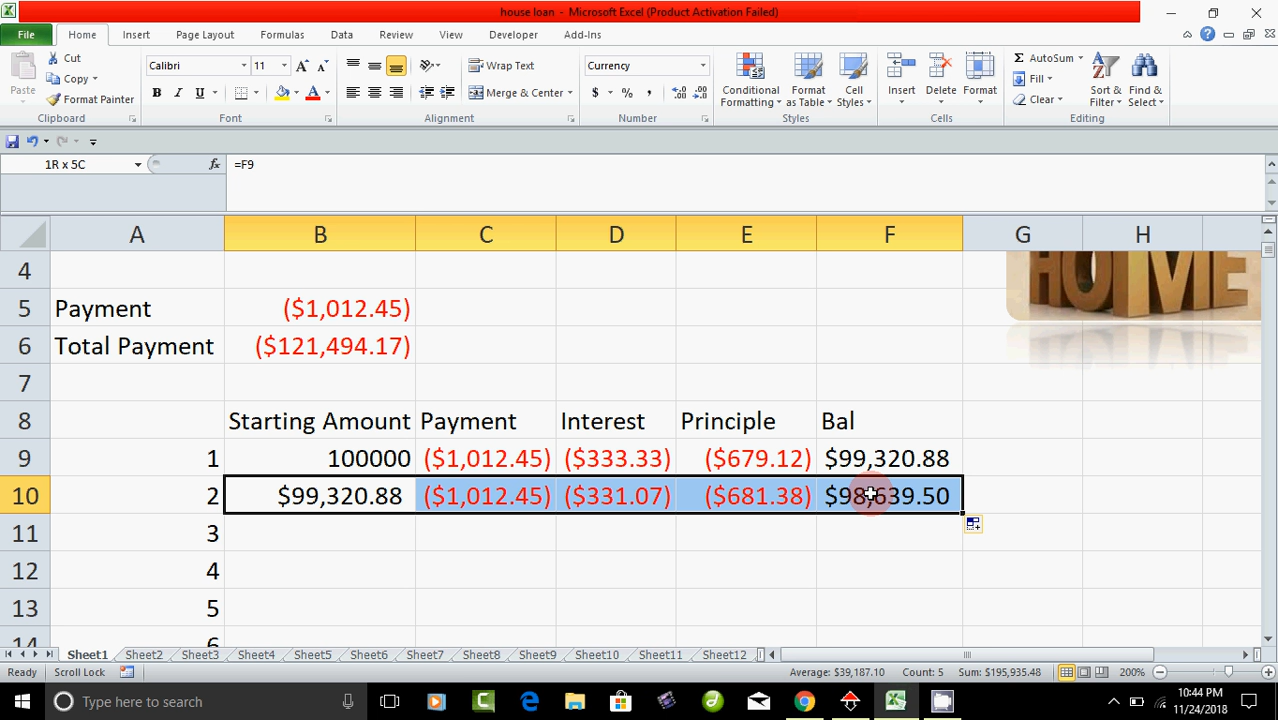 house loan - Microsoft Excel (Product Activation Failed)
File Home Insert Page Layout Formulas Data Review View Developer Add-Ins
Paste
Cut
Copy
Format Painter
Clipboard
Calibri 11
B I U
Font
Wrap Text
Merge & Center
Alignment
Currency
$ % ,
Number
Conditional Formatting
Format as Table
Cell Styles
Styles
Insert Delete Format
Cells
AutoSum
Fill
Clear
Sort & Filter
Find & Select
Editing
1R x 5C fx =F9
A B C D E F G H
4
HOME
5 Payment ($1,012.45)
6 Total Payment ($121,494.17)
7
8 Starting Amount Payment Interest Principle Bal
9 1 100000 ($1,012.45) ($333.33) ($679.12) $99,320.88
10 2 $99,320.88 ($1,012.45) ($331.07) ($681.38) $98,639.50
11 3
12 4
13 5
14 6
Sheet1 Sheet2 Sheet3 Sheet4 Sheet5 Sheet6 Sheet7 Sheet8 Sheet9 Sheet10 Sheet11 Sheet12
Ready Scroll Lock Average: $39,187.10 Count: 5 Sum: $195,935.48 200%
Type here to search
10:44 PM
11/24/2018